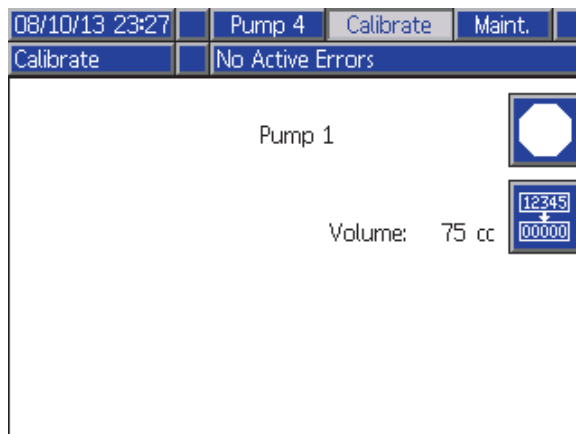 08/10/13 23:27 Pump 4 Calibrate Maint.
Calibrate No Active Errors
Pump 1
12345
Volume: 75 cc 00000